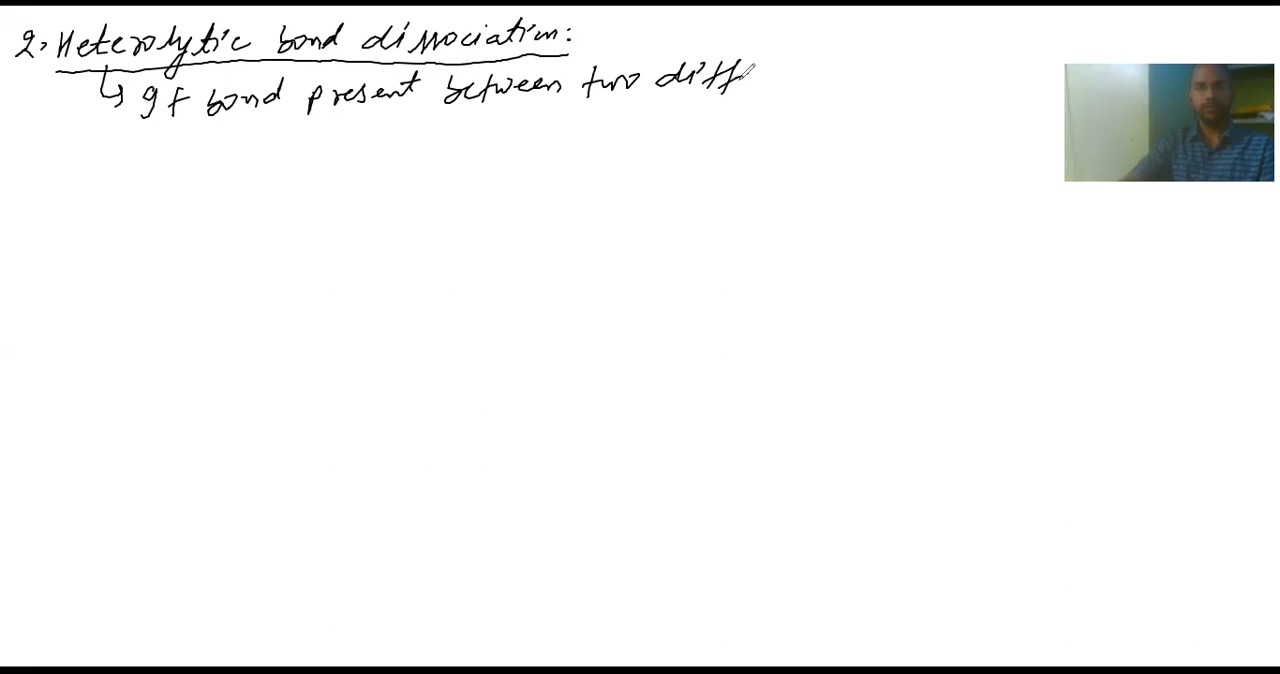 2. Heterolytic bond dissociation:
↳ If bond present between two diff